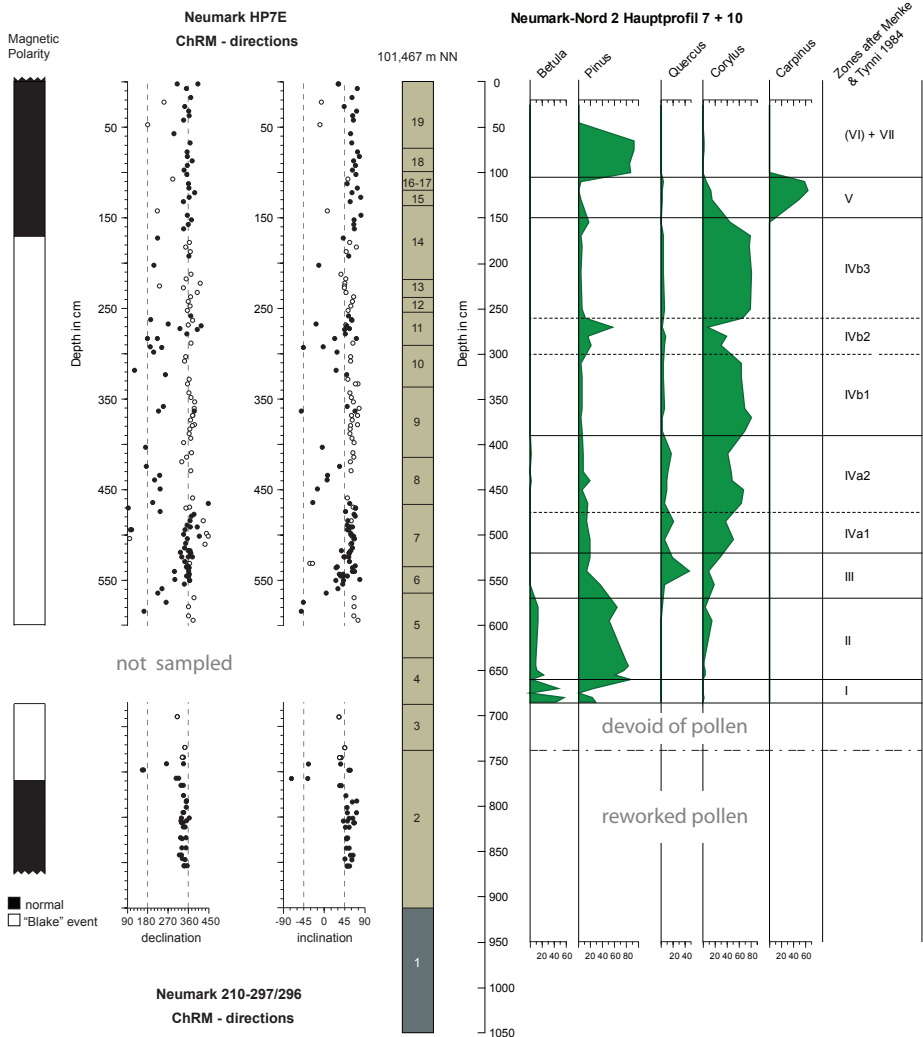 Neumark HP7E
ChRM - directions
Neumark-Nord 2 Hauptprofil 7 + 10
Magnetic
Polarity
101,467 m NN
Betula
Pinus
Quercus
Corylus
Carpinus
Zones after Menke
& Tynni 1984
Depth in cm
50
150
250
350
450
550
not sampled
19
18
16-17
15
14
13
12
11
10
9
8
7
6
5
4
3
2
1
Depth in cm
0
50
100
150
200
250
300
350
400
450
500
550
600
650
700
750
800
850
900
950
1000
1050
(VI) + VII
V
IVb3
IVb2
IVb1
IVa2
IVa1
III
II
I
devoid of pollen
reworked pollen
normal
"Blake" event
90 180 270 360 450
declination
-90 -45 0 45 90
inclination
20 40 60
20 40 60 80
20 40
20 40 60 80
20 40 60
Neumark 210-297/296
ChRM - directions